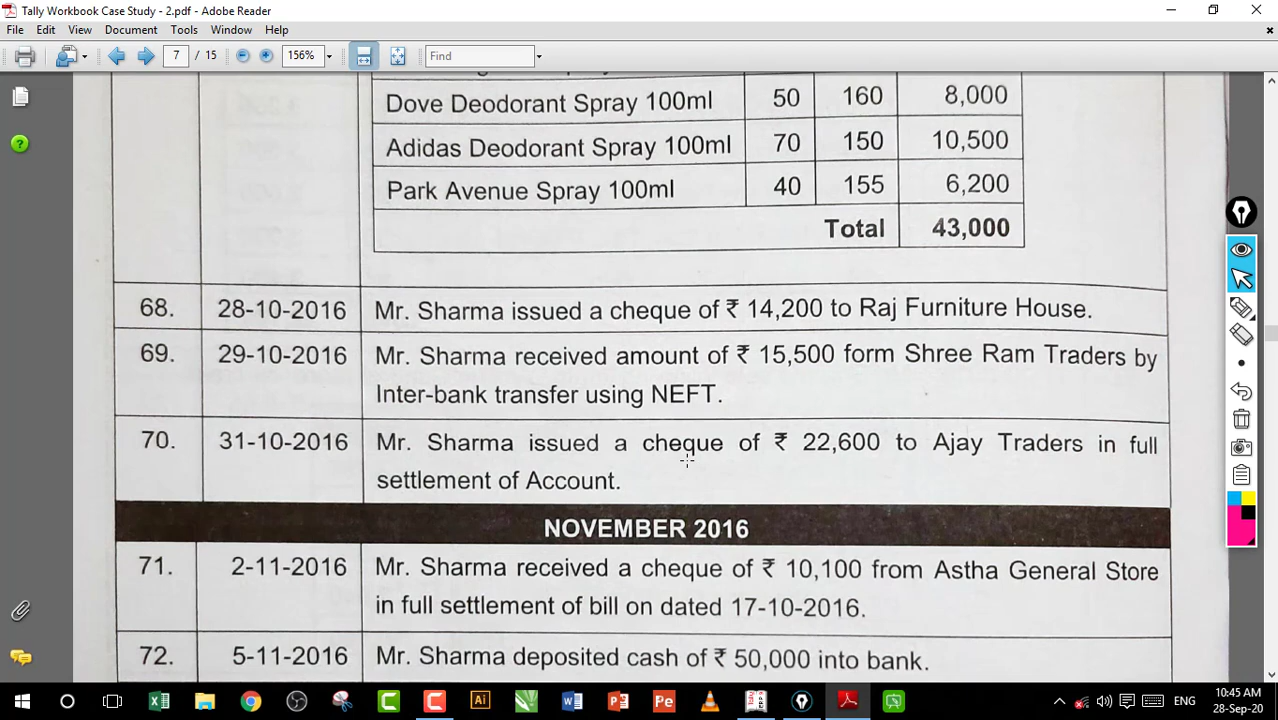 Tally Workbook Case Study - 2.pdf - Adobe Reader
File Edit View Document Tools Window Help
7 / 15 156% Find
Dove Deodorant Spray 100ml 50 160 8,000
Adidas Deodorant Spray 100ml 70 150 10,500
Park Avenue Spray 100ml 40 155 6,200
Total 43,000
68. 28-10-2016 Mr. Sharma issued a cheque of ₹ 14,200 to Raj Furniture House.
69. 29-10-2016 Mr. Sharma received amount of ₹ 15,500 form Shree Ram Traders by
Inter-bank transfer using NEFT.
70. 31-10-2016 Mr. Sharma issued a cheque of ₹ 22,600 to Ajay Traders in full
settlement of Account.
NOVEMBER 2016
71. 2-11-2016 Mr. Sharma received a cheque of ₹ 10,100 from Astha General Store
in full settlement of bill on dated 17-10-2016.
72. 5-11-2016 Mr. Sharma deposited cash of ₹ 50,000 into bank.
ENG 10:45 AM
28-Sep-20